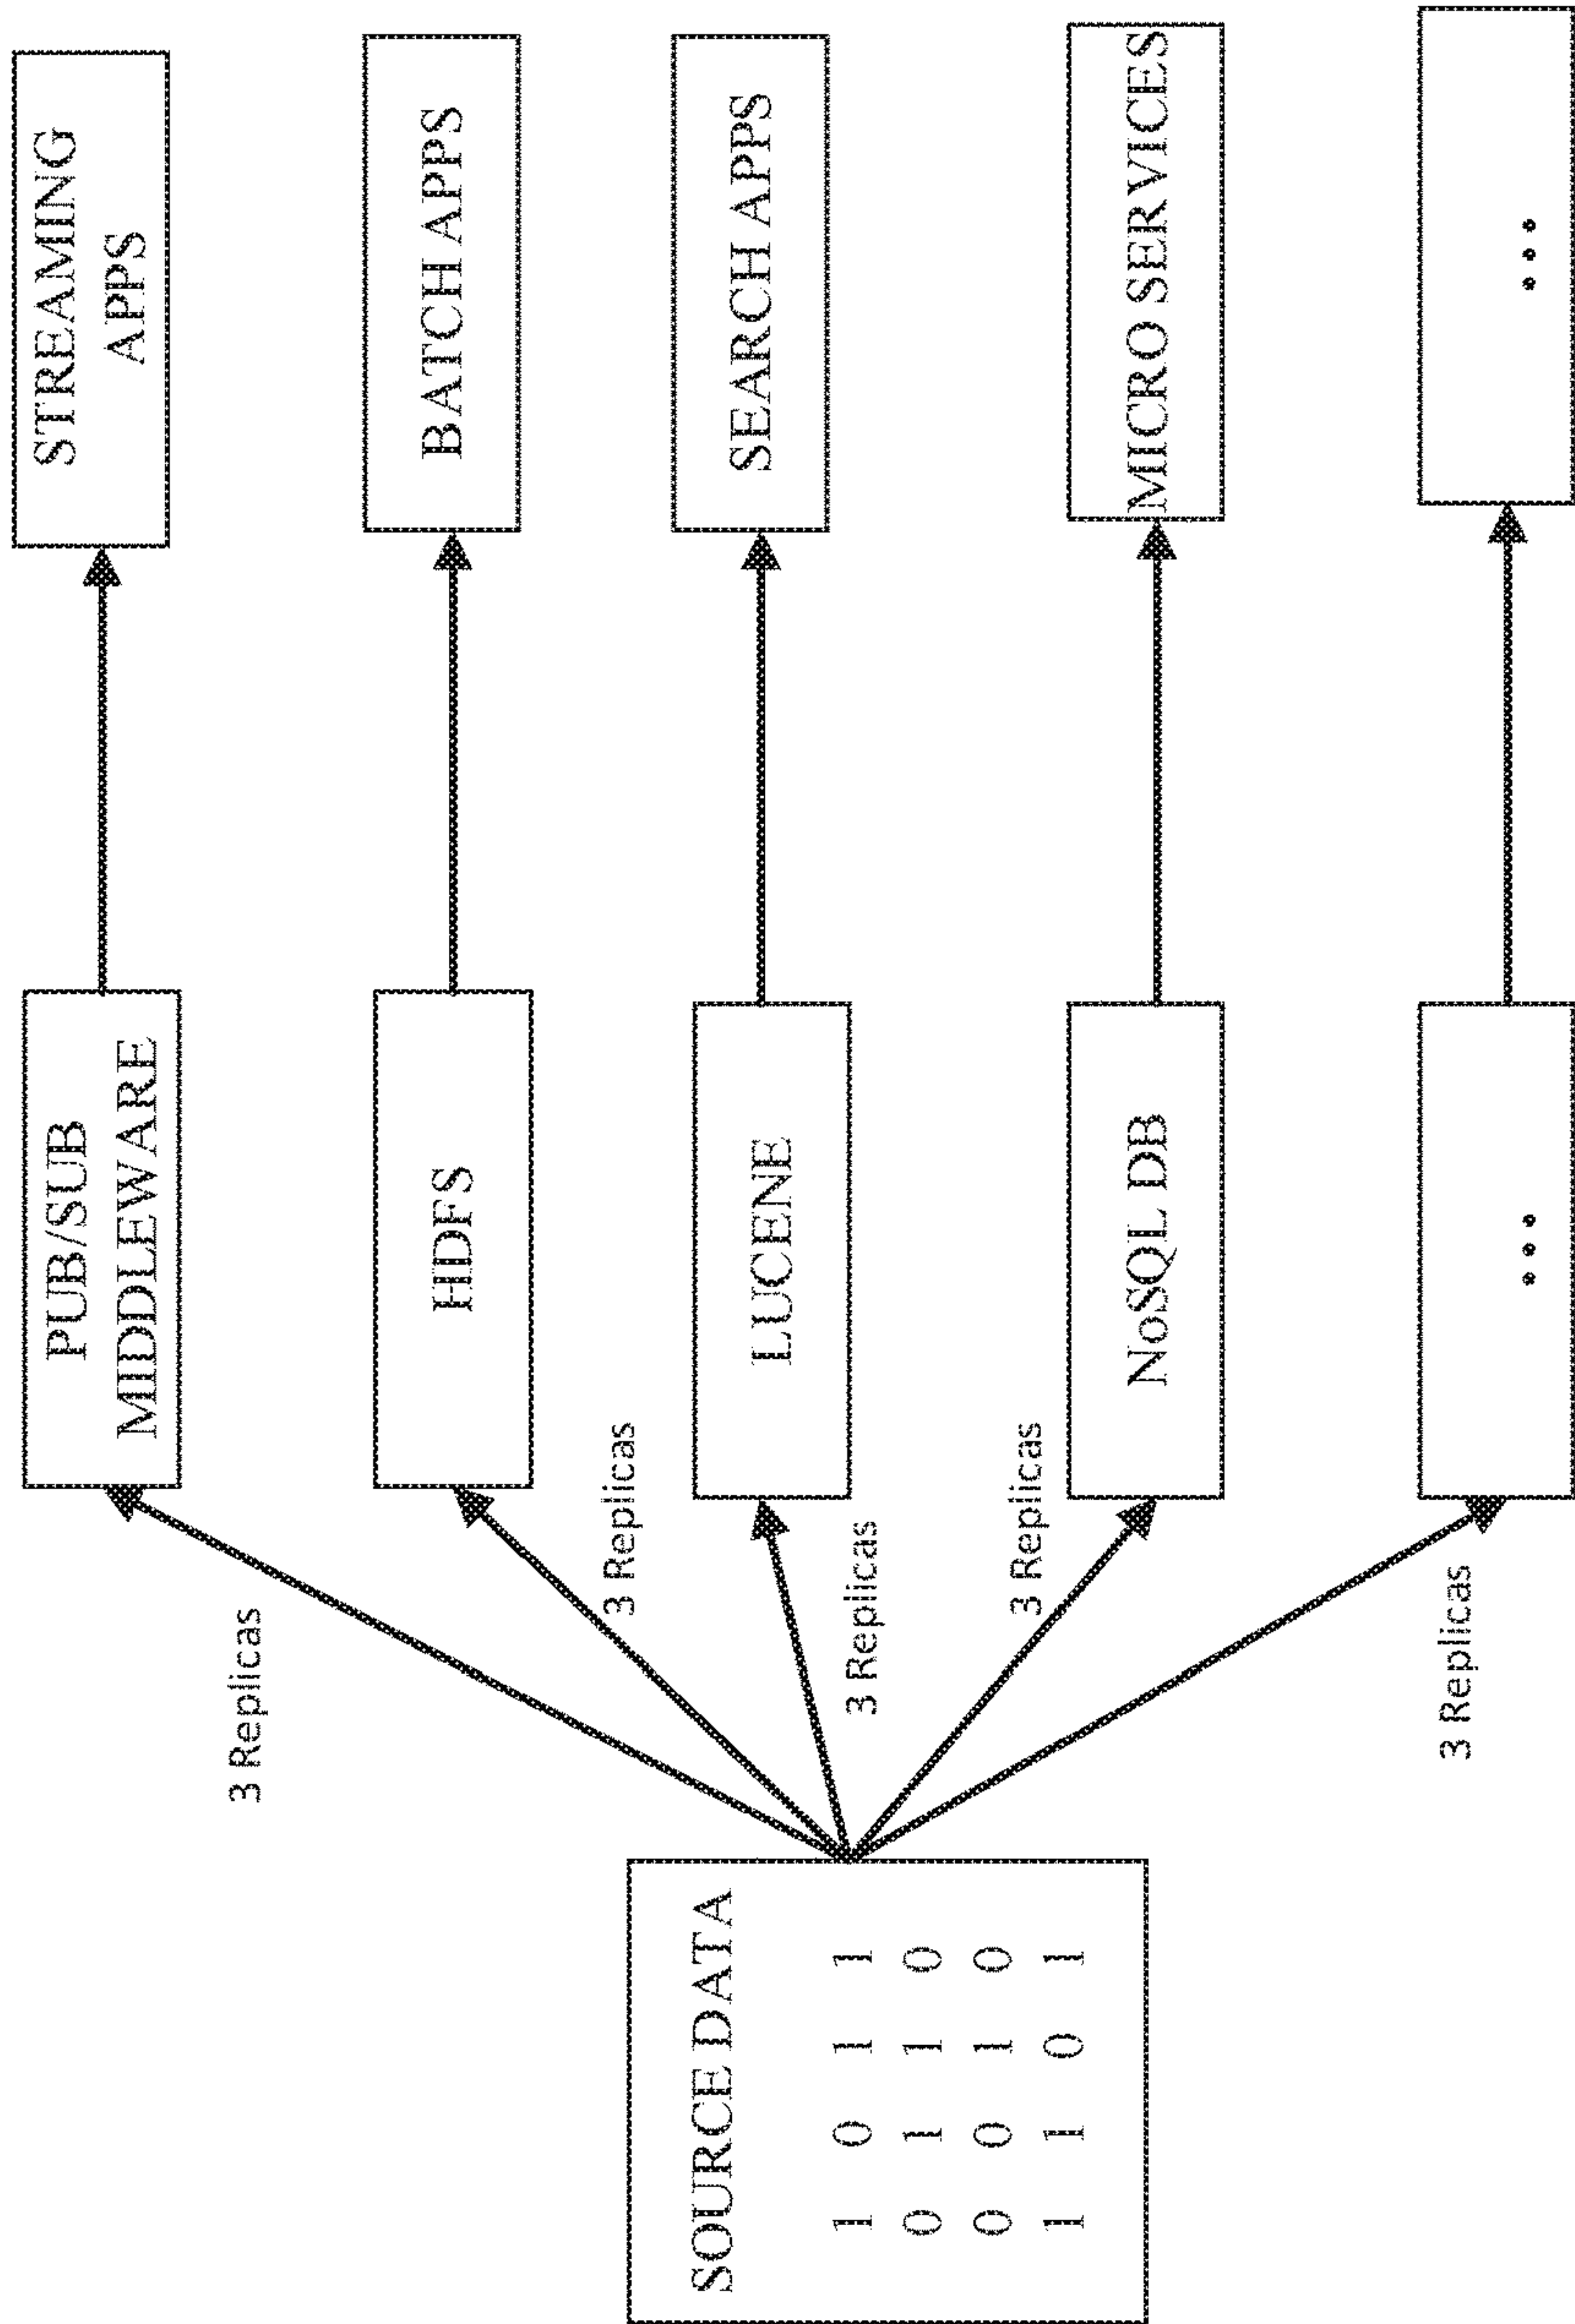 SOURCE DATA
1 0 1 1
0 1 1 0
0 0 1 0
1 1 0 1
3 Replicas
3 Replicas
3 Replicas
3 Replicas
3 Replicas
PUB/SUB
MIDDLEWARE
HDFS
LUCENE
NoSQL DB
...
STREAMING
APPS
BATCH APPS
SEARCH APPS
MICRO SERVICES
...